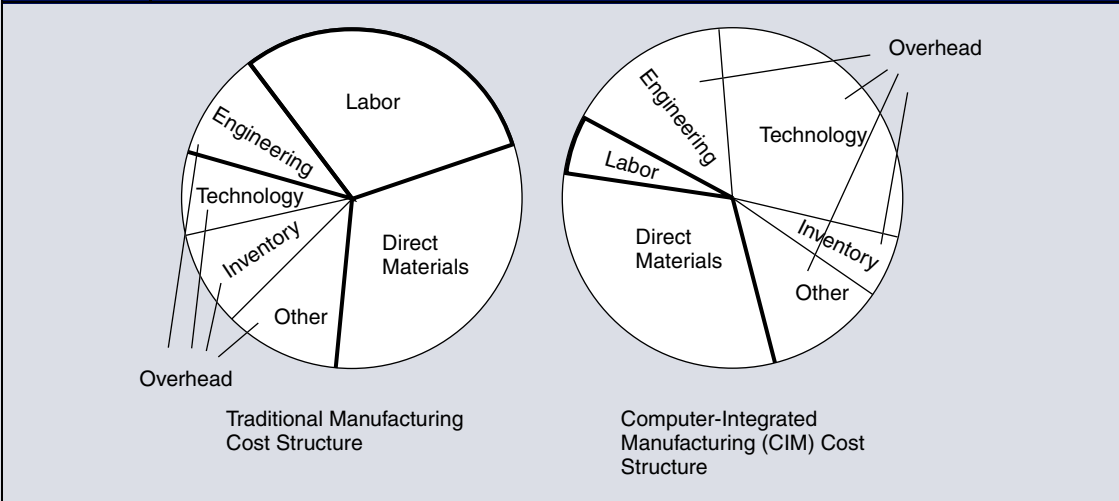 Labor
Engineering
Technology
Inventory
Other
Direct
Materials
Overhead
Traditional Manufacturing
Cost Structure
Overhead
Engineering
Technology
Labor
Direct
Materials
Inventory
Other
Computer-Integrated
Manufacturing (CIM) Cost
Structure